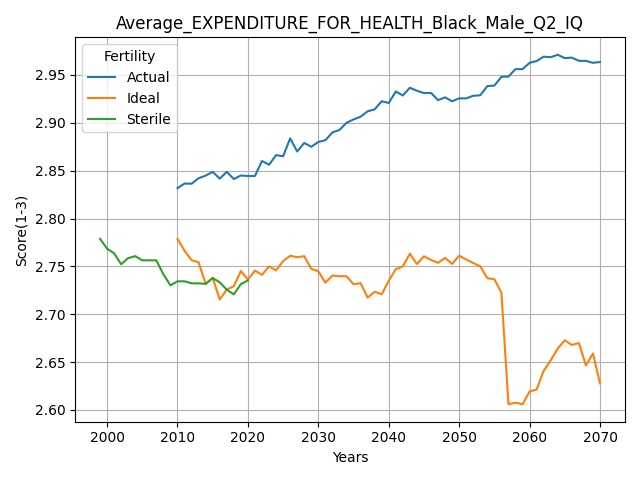 Average_EXPENDITURE_FOR_HEALTH_Black_Male_Q2_IQ
Fertility
Actual
Ideal
Sterile
Score(1-3)
2.95
2.90
2.85
2.80
2.75
2.70
2.65
2.60
2000 2010 2020 2030 2040 2050 2060 2070
Years